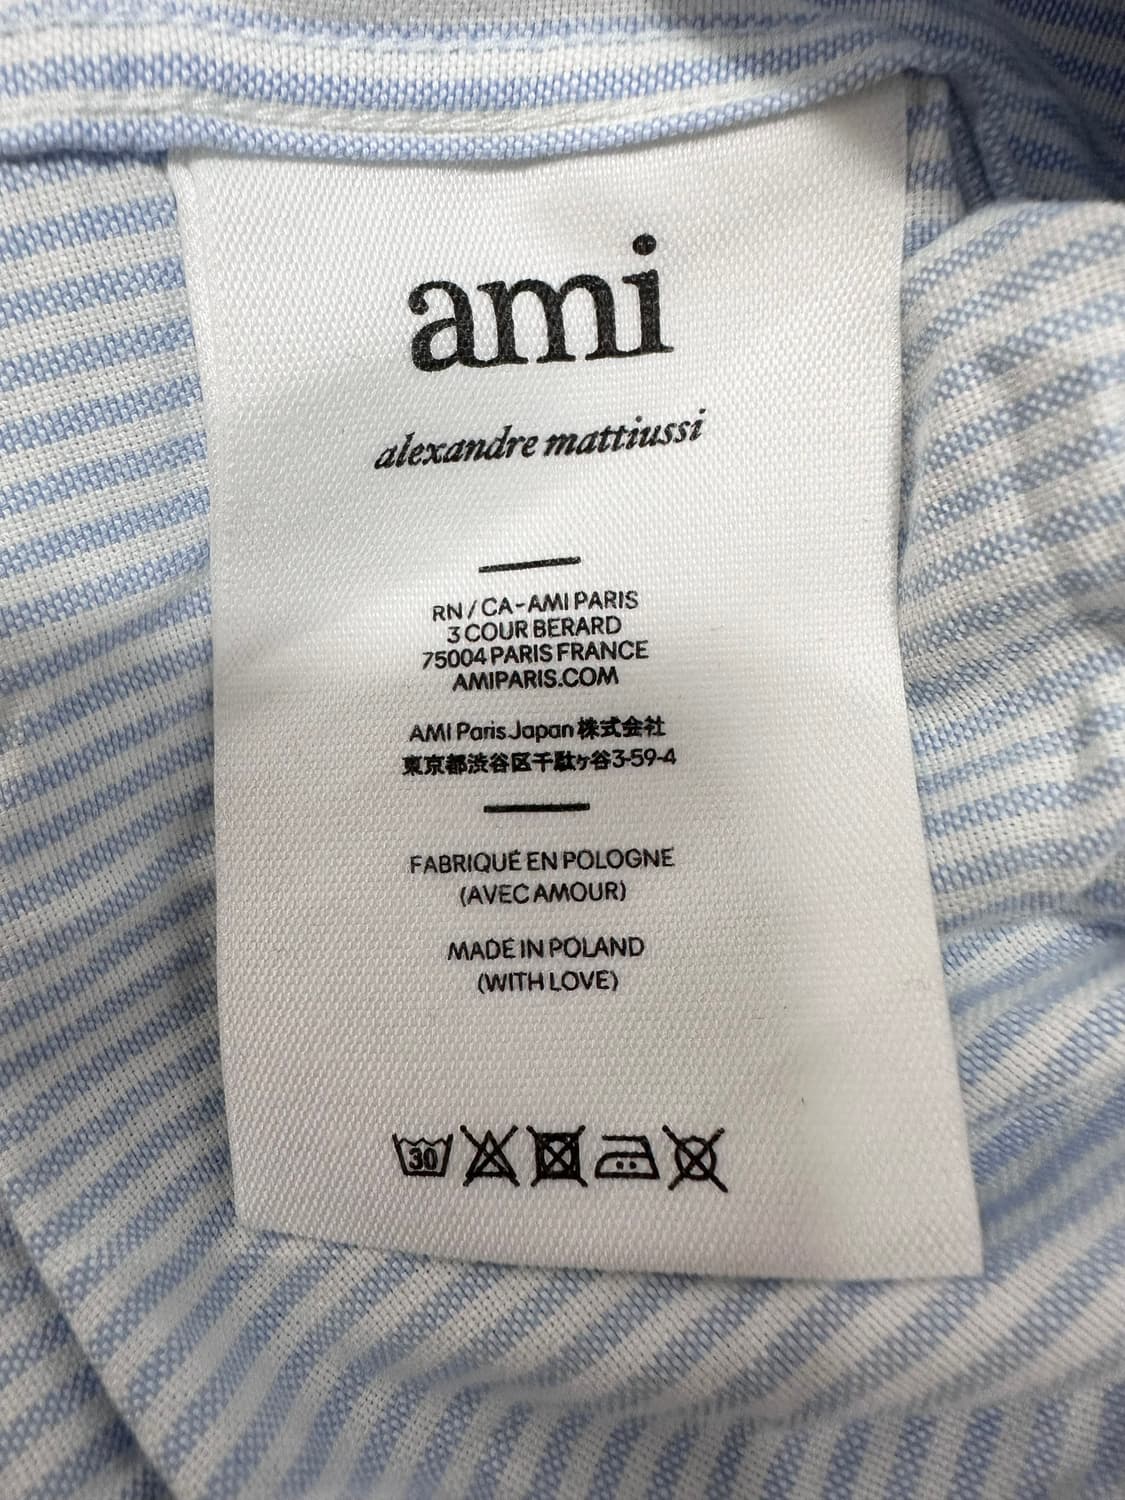 ami
alexandre mattiussi
RN / CA-AMI PARIS
3 COUR BERARD
75004 PARIS FRANCE
AMIPARIS.COM
AMI Paris Japan 株式会社
東京都渋谷区千駄ヶ谷3-59-4
FABRIQUÉ EN POLOGNE
(AVEC AMOUR)
MADE IN POLAND
(WITH LOVE)
30